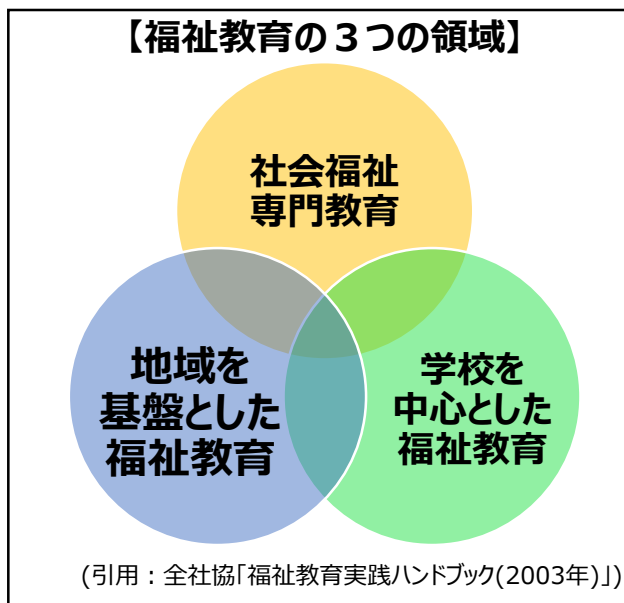 【福祉教育の３つの領域】
社会福祉
専門教育
地域を
基盤とした
福祉教育
学校を
中心とした
福祉教育
(引用：全社協「福祉教育実践ハンドブック(2003年)」)